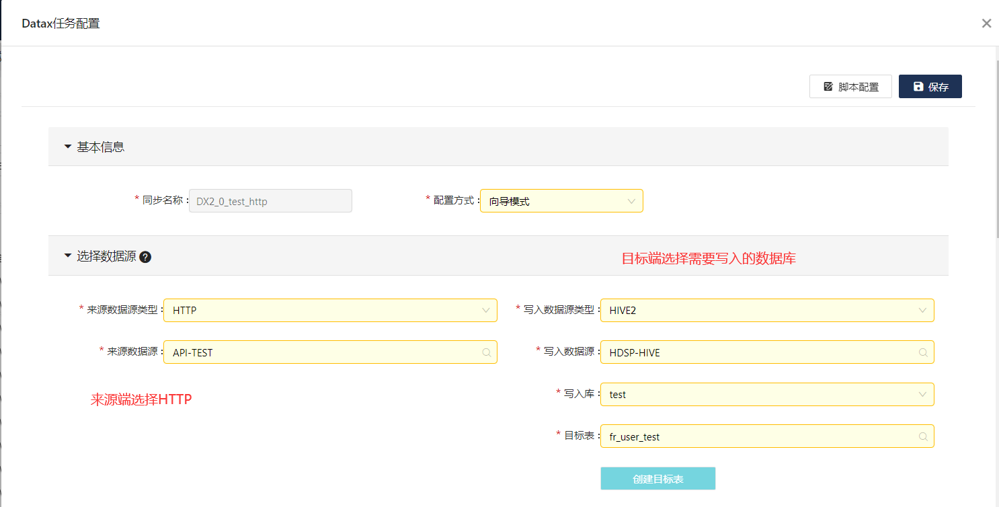 Datax任务配置
脚本配置
保存
基本信息
* 同步名称 : DX2_0_test_http
* 配置方式 : 向导模式
选择数据源
目标端选择需要写入的数据库
* 来源数据源类型 : HTTP
* 写入数据源类型 : HIVE2
* 来源数据源 : API-TEST
* 写入数据源 : HDSP-HIVE
来源端选择HTTP
* 写入库 : test
* 目标表 : fr_user_test
创建目标表